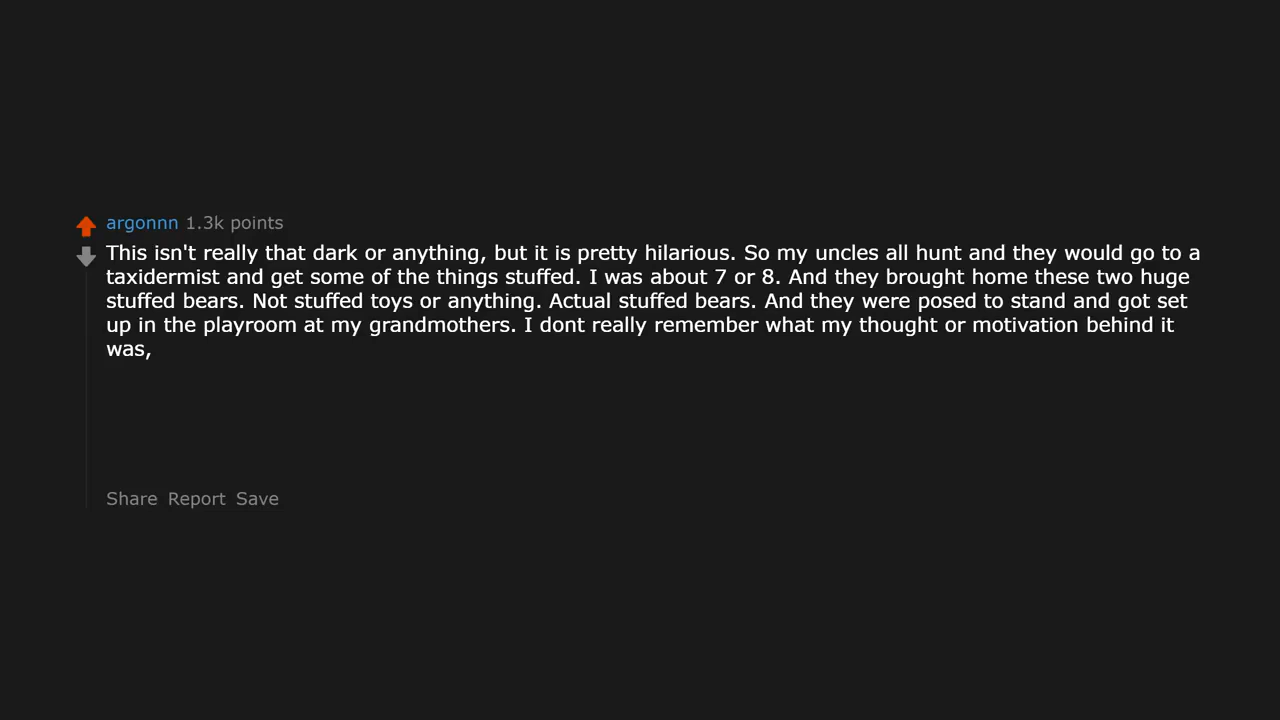 argonnn 1.3k points
This isn't really that dark or anything, but it is pretty hilarious. So my uncles all hunt and they would go to a
taxidermist and get some of the things stuffed. I was about 7 or 8. And they brought home these two huge
stuffed bears. Not stuffed toys or anything. Actual stuffed bears. And they were posed to stand and got set
up in the playroom at my grandmothers. I dont really remember what my thought or motivation behind it
was,
Share Report Save